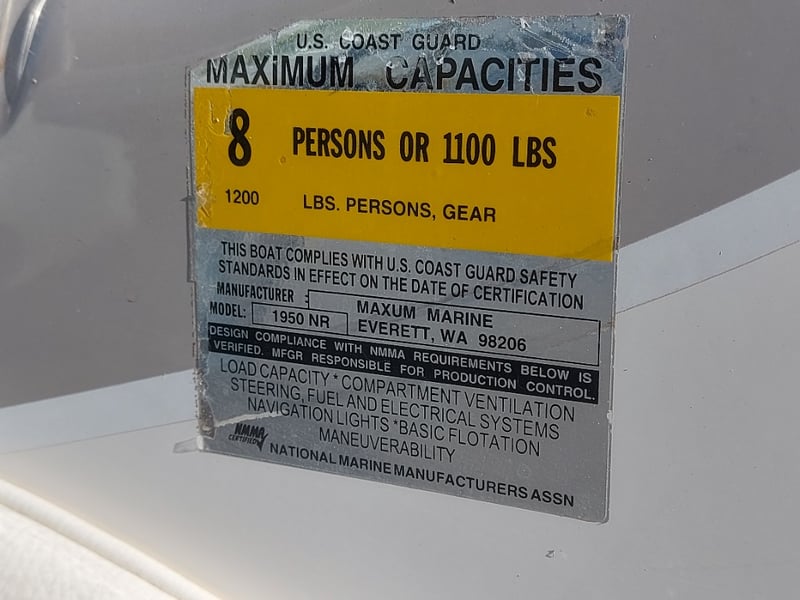 U.S. COAST GUARD
MAXiMUM CAPACITIES
8 PERSONS OR 1100 LBS
1200 LBS. PERSONS, GEAR
THIS BOAT COMPLIES WITH U.S. COAST GUARD SAFETY
STANDARDS IN EFFECT ON THE DATE OF CERTIFICATION
MANUFACTURER : MAXUM MARINE
MODEL: 1950 NR EVERETT, WA 98206
DESIGN COMPLIANCE WITH NMMA REQUIREMENTS BELOW IS
VERIFIED. MFGR RESPONSIBLE FOR PRODUCTION CONTROL.
LOAD CAPACITY * COMPARTMENT VENTILATION
STEERING, FUEL AND ELECTRICAL SYSTEMS
NAVIGATION LIGHTS *BASIC FLOTATION
MANEUVERABILITY
NMMA
CERTIFIED
NATIONAL MARINE MANUFACTURERS ASSN